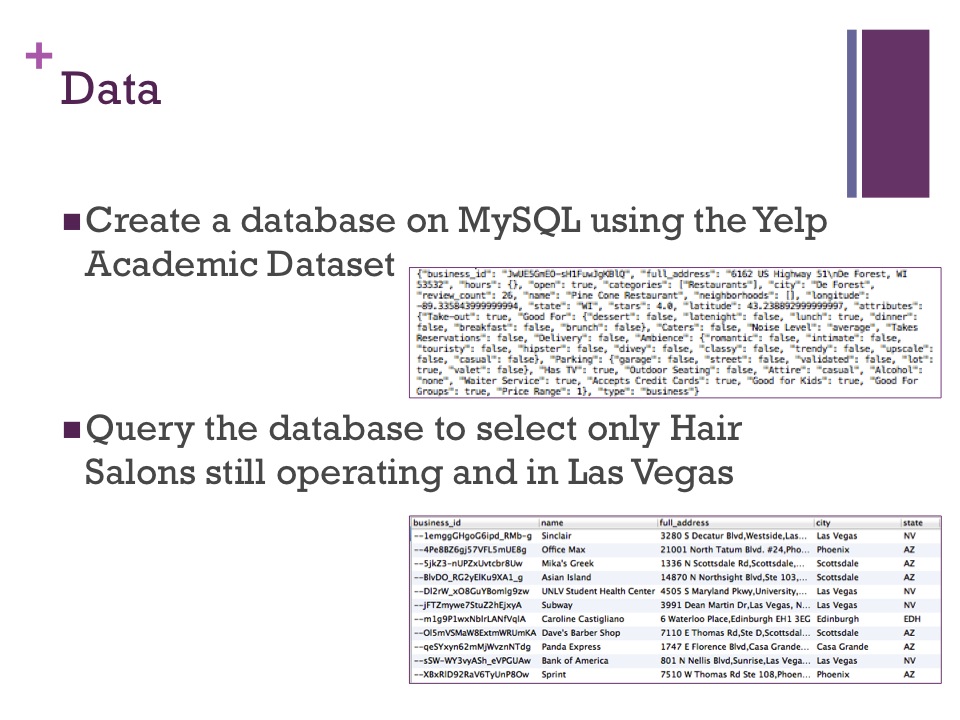 +
Data
Create a database on MySQL using the Yelp
Academic Dataset
{"business_id": "JwUE5GmEO-sH1FuwJgKBlQ", "full_address": "6162 US Highway 51\nDe Forest, WI
53532", "hours": {}, "open": true, "categories": ["Restaurants"], "city": "De Forest",
"review_count": 26, "name": "Pine Cone Restaurant", "neighborhoods": [], "longitude":
-89.335843999999994, "state": "WI", "stars": 4.0, "latitude": 43.238892999999997, "attributes":
{"Take-out": true, "Good For": {"dessert": false, "latenight": false, "lunch": true, "dinner":
false, "breakfast": false, "brunch": false}, "Caters": false, "Noise Level": "average", "Takes
Reservations": false, "Delivery": false, "Ambience": {"romantic": false, "intimate": false,
"touristy": false, "hipster": false, "divey": false, "classy": false, "trendy": false, "upscale":
false, "casual": false}, "Parking": {"garage": false, "street": false, "validated": false, "lot":
true, "valet": false}, "Has TV": true, "Outdoor Seating": false, "Attire": "casual", "Alcohol":
"none", "Waiter Service": true, "Accepts Credit Cards": true, "Good for Kids": true, "Good For
Groups": true, "Price Range": 1}, "type": "business"}
Query the database to select only Hair
Salons still operating and in Las Vegas
business_id name full_address city state
--1emggGHgoG6ipd_RMb-g Sinclair 3280 S Decatur Blvd,Westside,Las... Las Vegas NV
--4Pe8BZ6gj57VFL5mUE8g Office Max 21001 North Tatum Blvd. #24,Pho... Phoenix AZ
--5jkZ3-nUPZxUvtcbr8Uw Mika's Greek 1336 N Scottsdale Rd,Scottsdale,... Scottsdale AZ
--BlvDO_RG2yElKu9XA1_g Asian Island 14870 N Northsight Blvd,Ste 103,... Scottsdale AZ
--Dl2rW_xO8GuYBomlg9zw UNLV Student Health Center 4505 S Maryland Pkwy,University,... Las Vegas NV
--jFTZmywe7StuZ2hEjxyA Subway 3991 Dean Martin Dr,Las Vegas, N... Las Vegas NV
--m1g9P1wxNblrLANfVqlA Caroline Castigliano 6 Waterloo Place,Edinburgh EH1 3EG Edinburgh EDH
--Ol5mVSMaW8ExtmWRUmKA Dave's Barber Shop 7110 E Thomas Rd,Ste D,Scottsdal... Scottsdale AZ
--qeSYxyn62mMjWvznNTdg Panda Express 1747 E Florence Blvd,Casa Grande... Casa Grande AZ
--sSW-WY3vyASh_eVPGUAw Bank of America 801 N Nellis Blvd,Sunrise,Las Vega... Las Vegas NV
--XBxRlD92RaV6TyUnP8Ow Sprint 7510 W Thomas Rd Ste 108,Phoen... Phoenix AZ